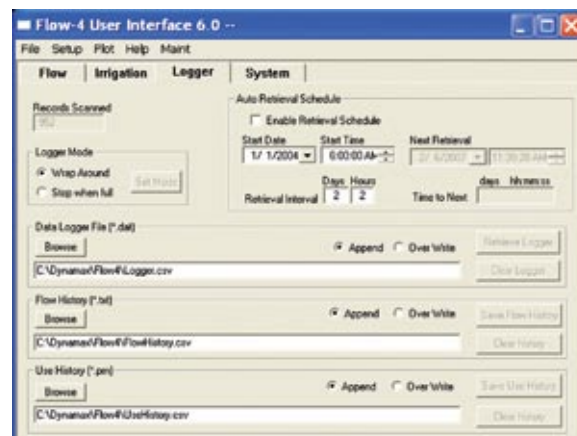 Flow-4 User Interface 6.0 --
File Setup Plot Help Maint
Flow Irrigation Logger System
Records Scanned
952
Auto Retrieval Schedule
Enable Retrieval Schedule
Start Date Start Time Next Retrieval
1/ 1/2004 6:00:00 AM
Logger Mode
Wrap Around
Stop when full
Set Mode
Days Hours
Retrieval Interval 2 2
days hh:mm:ss
Time to Next
Data Logger File (*.dat)
Browse
Append Over Write
Retrieve Logger
C:\Dynamax\Flow4\Logger.csv
Clear Logger
Flow History (*.txt)
Browse
Append Over Write
Save Flow History
C:\Dynamax\Flow4\FlowHistory.csv
Clear History
Use History (*.prn)
Browse
Append Over Write
Save Use History
C:\Dynamax\Flow4\UseHistory.csv
Clear History